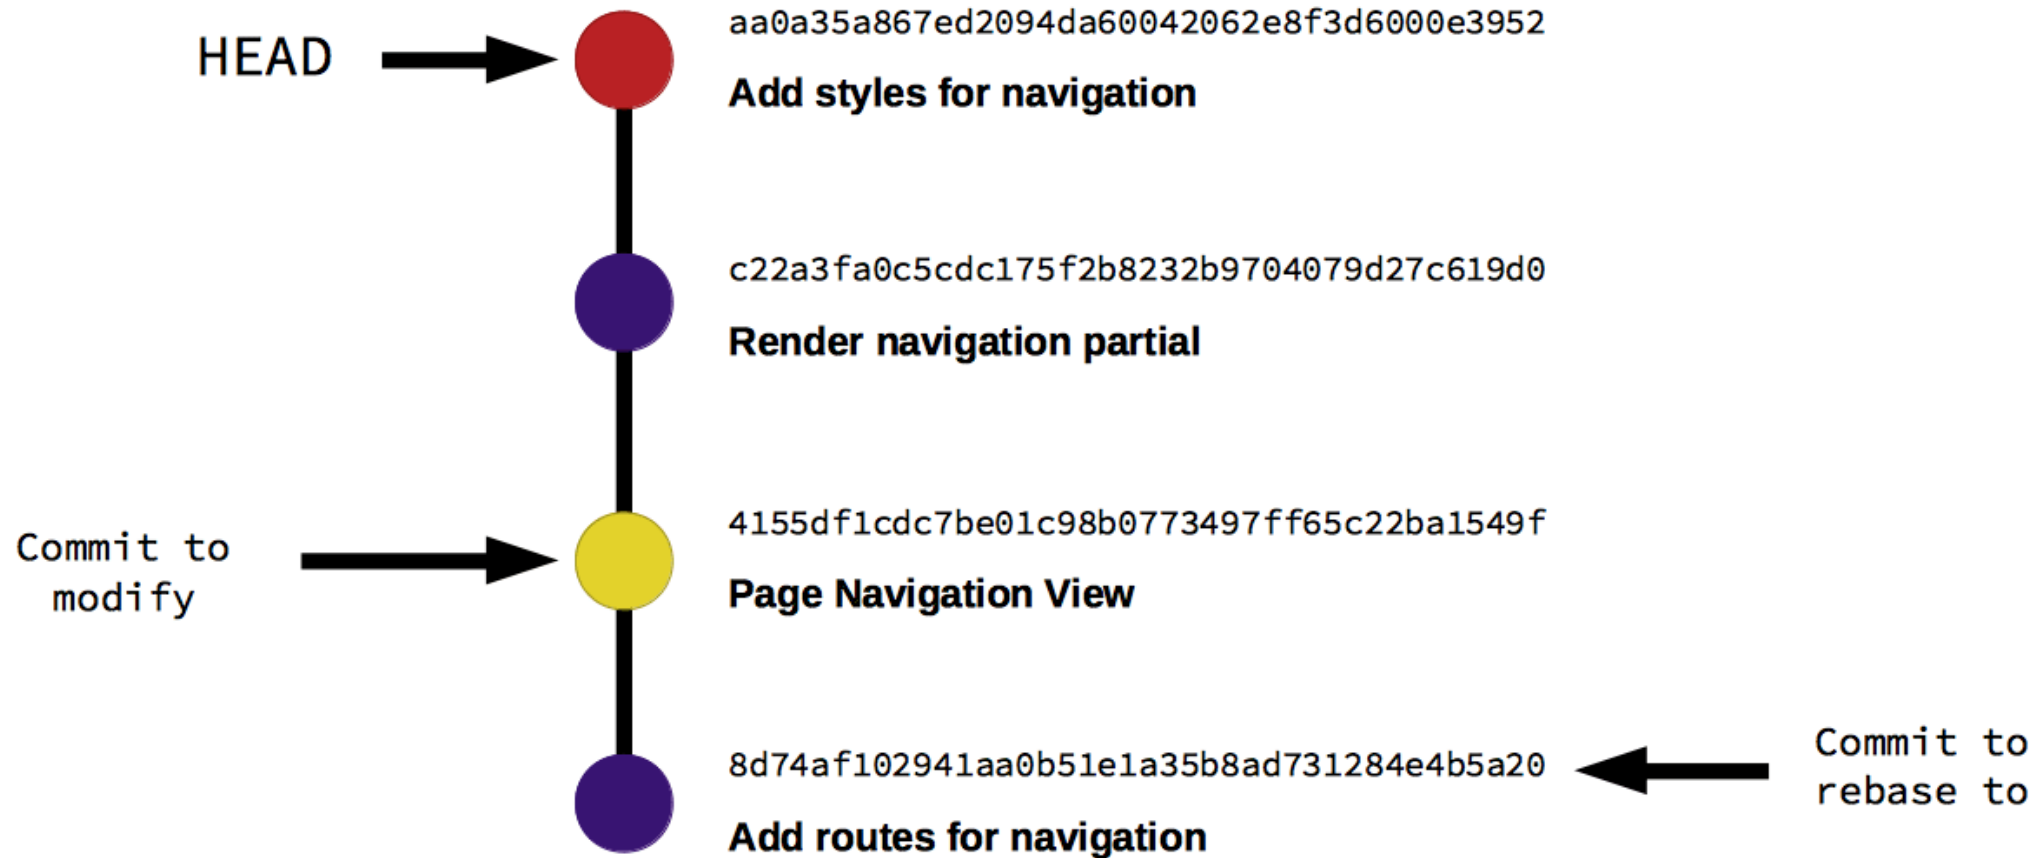 aa0a35a867ed2094da60042062e8f3d6000e3952
HEAD
Add styles for navigation
c22a3fa0c5cdc175f2b8232b9704079d27c619d0
Render navigation partial
4155df1cdc7be01c98b0773497ff65c22ba1549f
Commit to
modify
Page Navigation View
8d74af102941aa0b51e1a35b8ad731284e4b5a20
Commit to
rebase to
Add routes for navigation